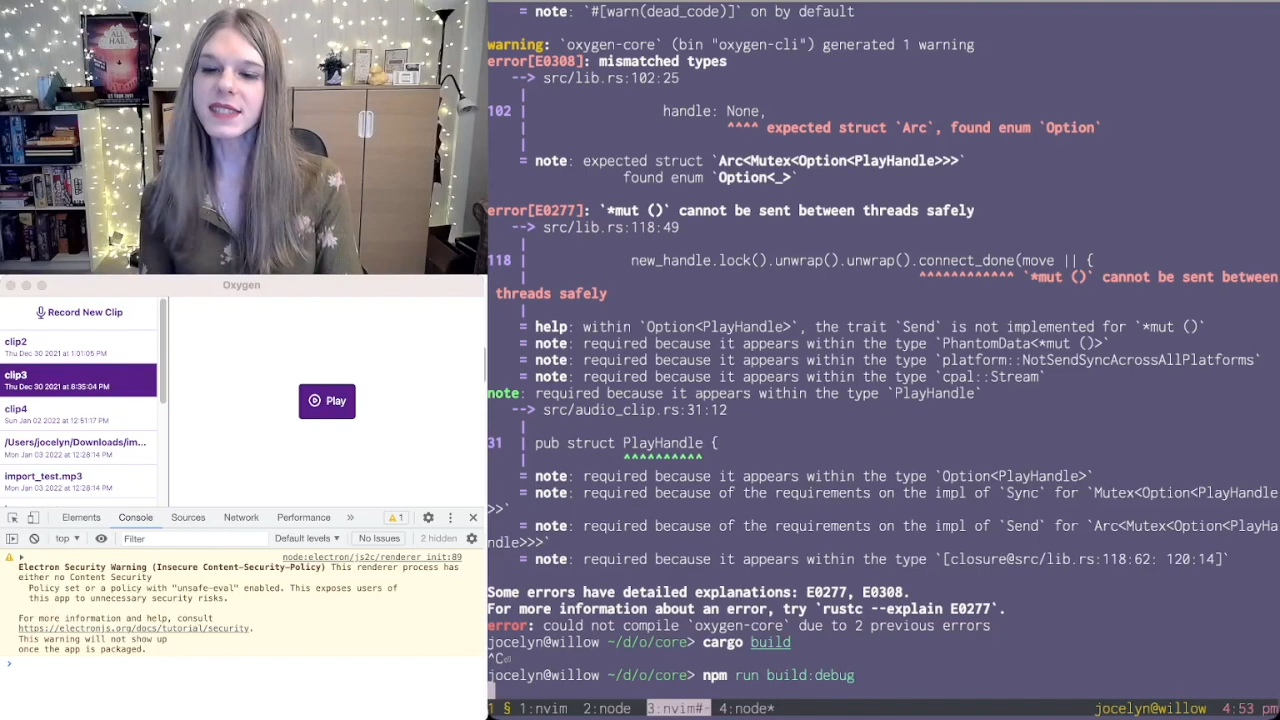 ALL
HAIL
Oxygen
Record New Clip
clip2
Thu Dec 30 2021 at 1:01:05 PM
clip3
Thu Dec 30 2021 at 8:35:04 PM
clip4
Sun Jan 02 2022 at 12:51:17 PM
/Users/jocelyn/Downloads/im...
Mon Jan 03 2022 at 12:28:14 PM
import_test.mp3
Mon Jan 03 2022 at 12:28:14 PM
Play
Elements Console Sources Network Performance » 1
top Filter Default levels No Issues 2 hidden
node:electron/js2c/renderer_init:89
Electron Security Warning (Insecure Content-Security-Policy) This renderer process has
either no Content Security
Policy set or a policy with "unsafe-eval" enabled. This exposes users of
this app to unnecessary security risks.
For more information and help, consult
https://electronjs.org/docs/tutorial/security.
This warning will not show up
once the app is packaged.
>
= note: `#[warn(dead_code)]` on by default
warning: `oxygen-core` (bin "oxygen-cli") generated 1 warning
error[E0308]: mismatched types
--> src/lib.rs:102:25
|
102 | handle: None,
| ^^^^ expected struct `Arc`, found enum `Option`
|
= note: expected struct `Arc<Mutex<Option<PlayHandle>>>`
found enum `Option<_>`
error[E0277]: `*mut ()` cannot be sent between threads safely
--> src/lib.rs:118:49
|
118 | new_handle.lock().unwrap().unwrap().connect_done(move || {
| ^^^^^^^^^^^^ `*mut ()` cannot be sent between
threads safely
|
= help: within `Option<PlayHandle>`, the trait `Send` is not implemented for `*mut ()`
= note: required because it appears within the type `PhantomData<*mut ()>`
= note: required because it appears within the type `platform::NotSendSyncAcrossAllPlatforms`
= note: required because it appears within the type `cpal::Stream`
note: required because it appears within the type `PlayHandle`
--> src/audio_clip.rs:31:12
|
31 | pub struct PlayHandle {
| ^^^^^^^^^^
= note: required because it appears within the type `Option<PlayHandle>`
= note: required because of the requirements on the impl of `Sync` for `Mutex<Option<PlayHandle
>>`
= note: required because of the requirements on the impl of `Send` for `Arc<Mutex<Option<PlayHa
ndle>>>`
= note: required because it appears within the type `[closure@src/lib.rs:118:62: 120:14]`
Some errors have detailed explanations: E0277, E0308.
For more information about an error, try `rustc --explain E0277`.
error: could not compile `oxygen-core` due to 2 previous errors
jocelyn@willow ~/d/o/core> cargo build
^C⏎
jocelyn@willow ~/d/o/core> npm run build:debug
1 § 1:nvim 2:node 3:nvim#- 4:node* jocelyn@willow 4:53 pm